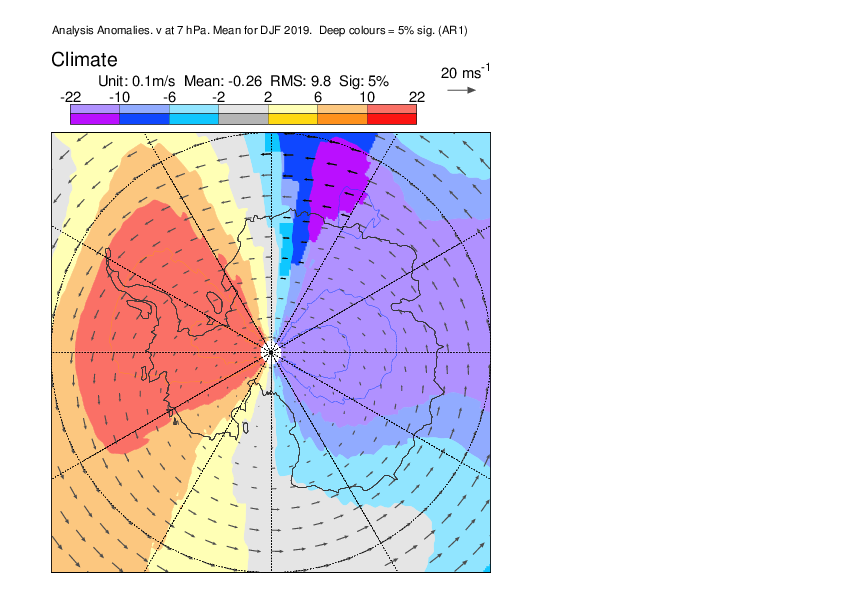 Analysis Anomalies. v at 7 hPa. Mean for DJF 2019.  Deep colours = 5% sig. (AR1)
Climate
20 ms-1
Unit: 0.1m/s  Mean: -0.26  RMS: 9.8  Sig: 5%
-22 -10 -6 -2 2 6 10 22